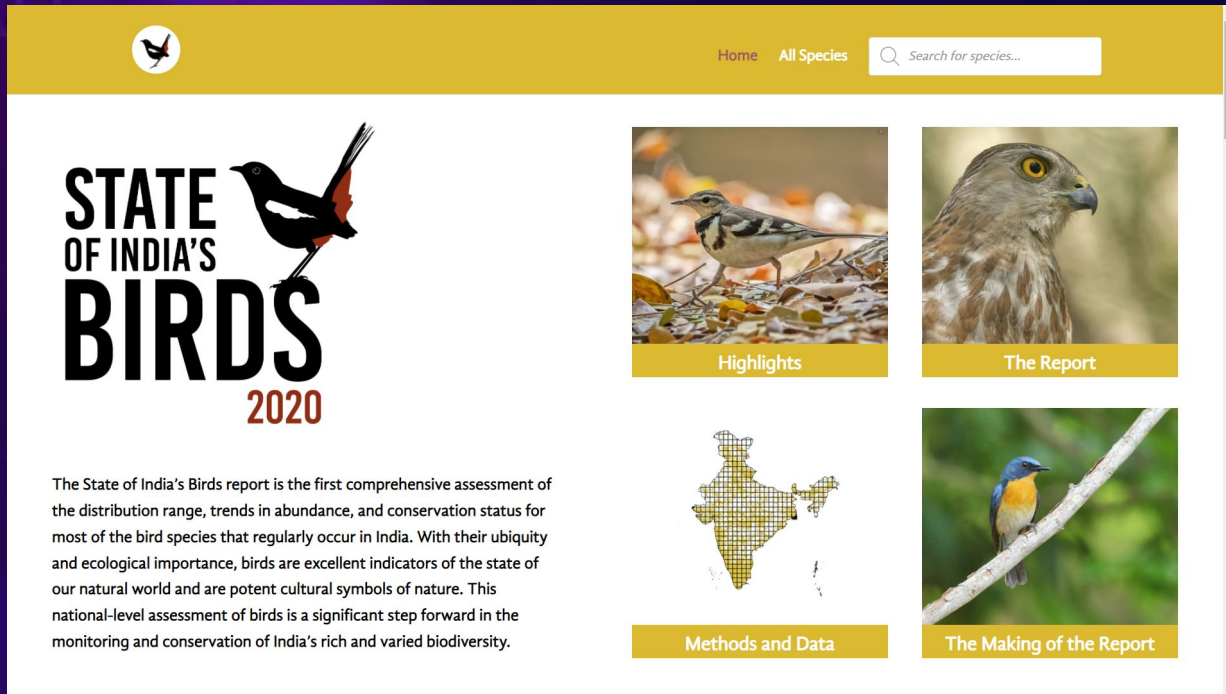 Home All Species Search for species...
STATE
OF INDIA'S
BIRDS
2020
The State of India's Birds report is the first comprehensive assessment of
the distribution range, trends in abundance, and conservation status for
most of the bird species that regularly occur in India. With their ubiquity
and ecological importance, birds are excellent indicators of the state of
our natural world and are potent cultural symbols of nature. This
national-level assessment of birds is a significant step forward in the
monitoring and conservation of India's rich and varied biodiversity.
Highlights
The Report
Methods and Data
The Making of the Report